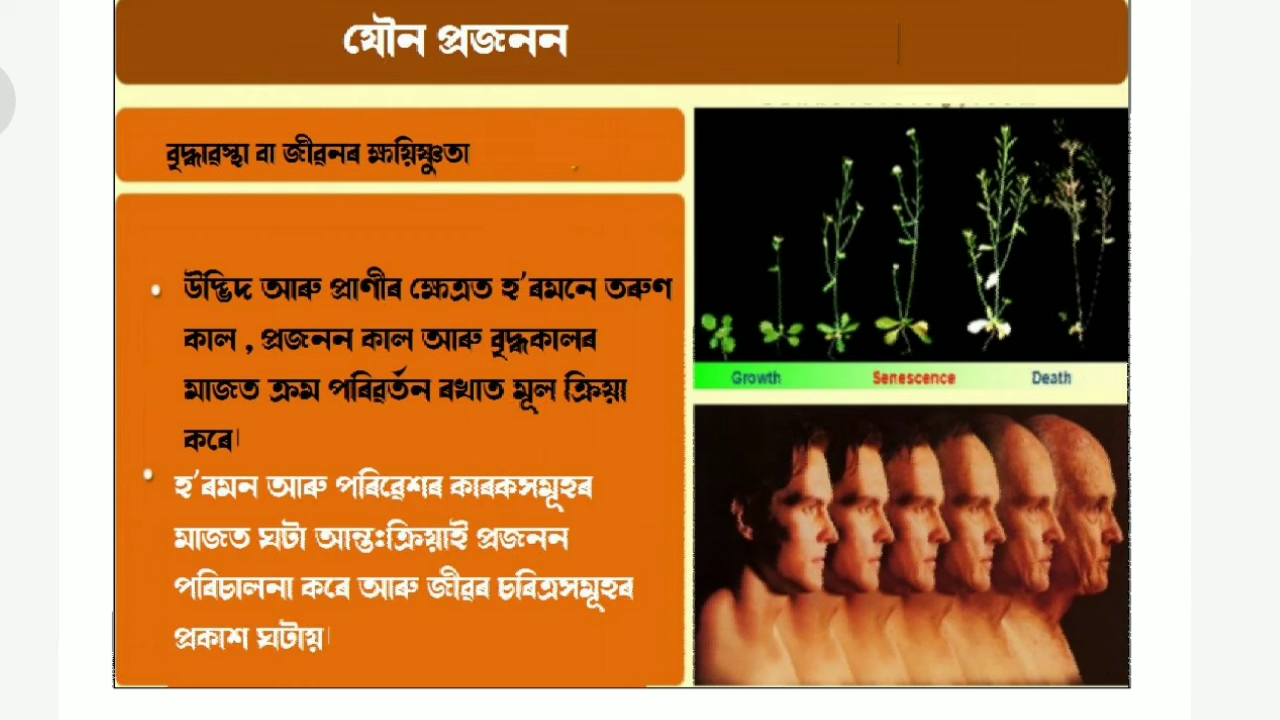 যৌন প্ৰজনন
বৃদ্ধাৱস্থা বা জীৱনৰ ক্ষয়িষ্ণুতা
উদ্ভিদ আৰু প্ৰাণীৰ ক্ষেত্ৰত হ'ৰমনে তৰুণ
কাল , প্ৰজনন কাল আৰু বৃদ্ধকালৰ
মাজত ক্ৰম পৰিৱৰ্তন ৰখাত মূল ক্ৰিয়া
কৰে।
হ'ৰমন আৰু পৰিৱেশৰ কাৰকসমূহৰ
মাজত ঘটা আন্তঃক্ৰিয়াই প্ৰজনন
পৰিচালনা কৰে আৰু জীৱৰ চৰিত্ৰসমূহৰ
প্ৰকাশ ঘটায়।
Growth Senescence Death